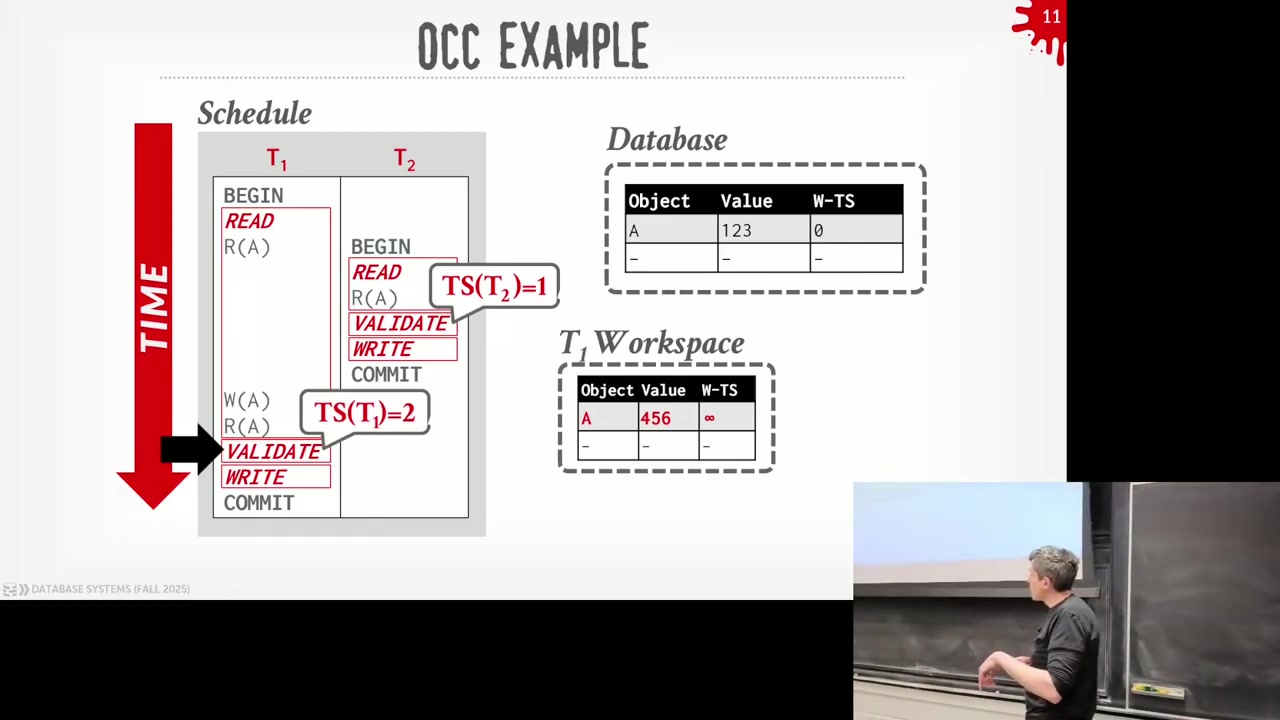 11
OCC EXAMPLE
Schedule
T1 T2
BEGIN
READ
R(A) BEGIN
READ
R(A)
TS(T2)=1
VALIDATE
WRITE
COMMIT
W(A)
R(A)
TS(T1)=2
VALIDATE
WRITE
COMMIT
TIME
Database
Object Value W-TS
A 123 0
- - -
T1 Workspace
Object Value W-TS
A 456 ∞
- - -
DATABASE SYSTEMS (FALL 2025)